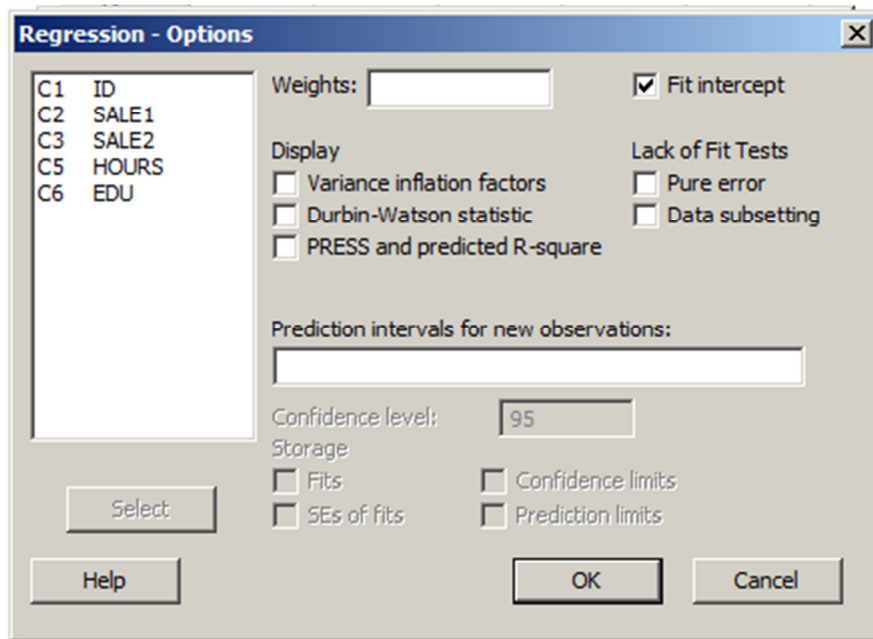 Regression - Options
C1 ID
C2 SALE1
C3 SALE2
C5 HOURS
C6 EDU
Weights:
Fit intercept
Display
Lack of Fit Tests
Variance inflation factors
Pure error
Durbin-Watson statistic
Data subsetting
PRESS and predicted R-square
Prediction intervals for new observations:
Confidence level: 95
Storage
Fits
Confidence limits
SEs of fits
Prediction limits
Select
Help
OK
Cancel